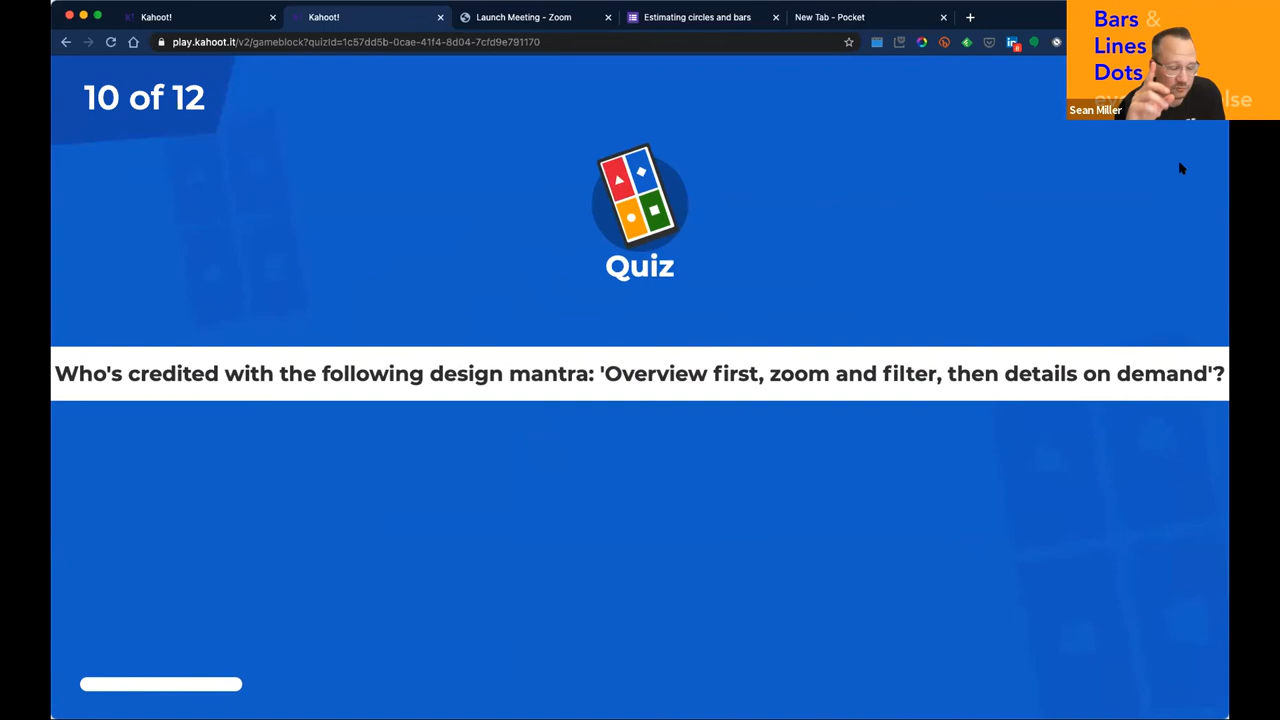 Kahoot!
Kahoot!
Launch Meeting - Zoom
Estimating circles and bars
New Tab - Pocket
play.kahoot.it/v2/gameblock?quizId=1c57dd5b-0cae-41f4-8d04-7cfd9e791170
Bars &
Lines
Dots
else
Sean Miller
10 of 12
Quiz
Who's credited with the following design mantra: 'Overview first, zoom and filter, then details on demand'?